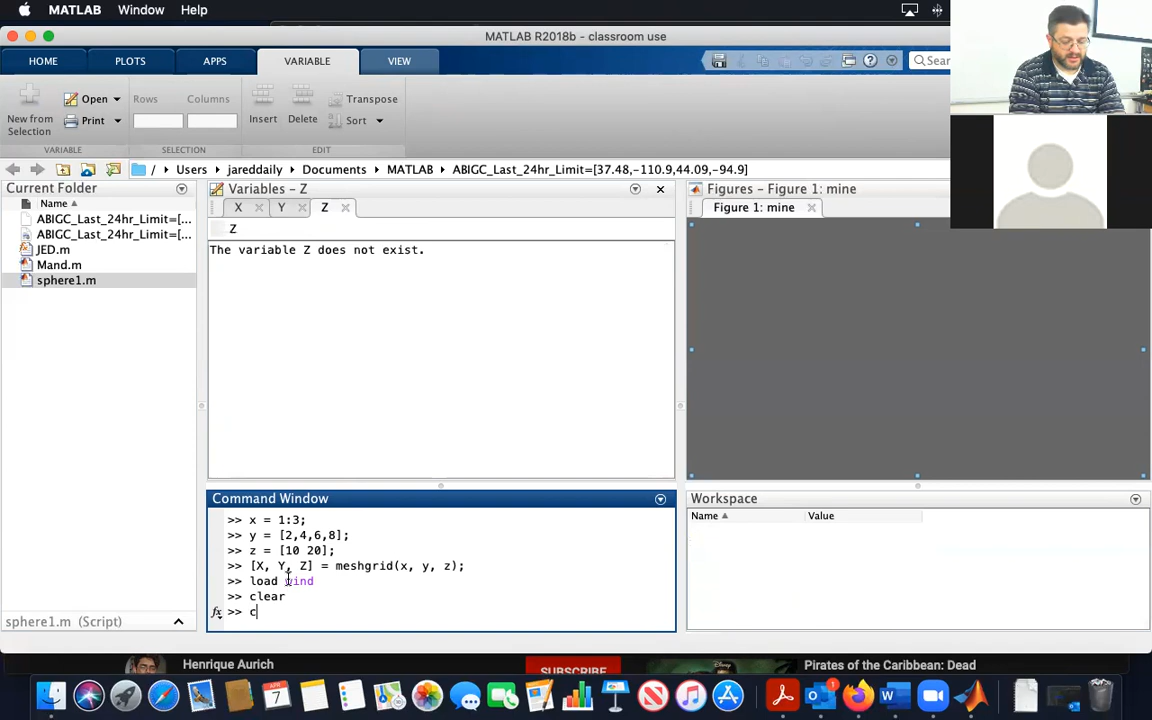 MATLAB Window Help
MATLAB R2018b - classroom use
HOME PLOTS APPS VARIABLE VIEW
Sear
New from
Selection
Open
Print
Rows Columns
Insert Delete
Transpose
Sort
VARIABLE SELECTION EDIT
/ Users jareddaily Documents MATLAB ABIGC_Last_24hr_Limit=[37.48,-110.9,44.09,-94.9]
Current Folder
Name
ABIGC_Last_24hr_Limit=[...
ABIGC_Last_24hr_Limit=[...
JED.m
Mand.m
sphere1.m
sphere1.m (Script)
Variables - Z
X Y Z
Z
The variable Z does not exist.
Figures - Figure 1: mine
Figure 1: mine
Command Window
>> x = 1:3;
>> y = [2,4,6,8];
>> z = [10 20];
>> [X, Y, Z] = meshgrid(x, y, z);
>> load wind
>> clear
fx >> c
Workspace
Name Value
Henrique Aurich
SUBSCRIBE
Pirates of the Caribbean: Dead
7
1